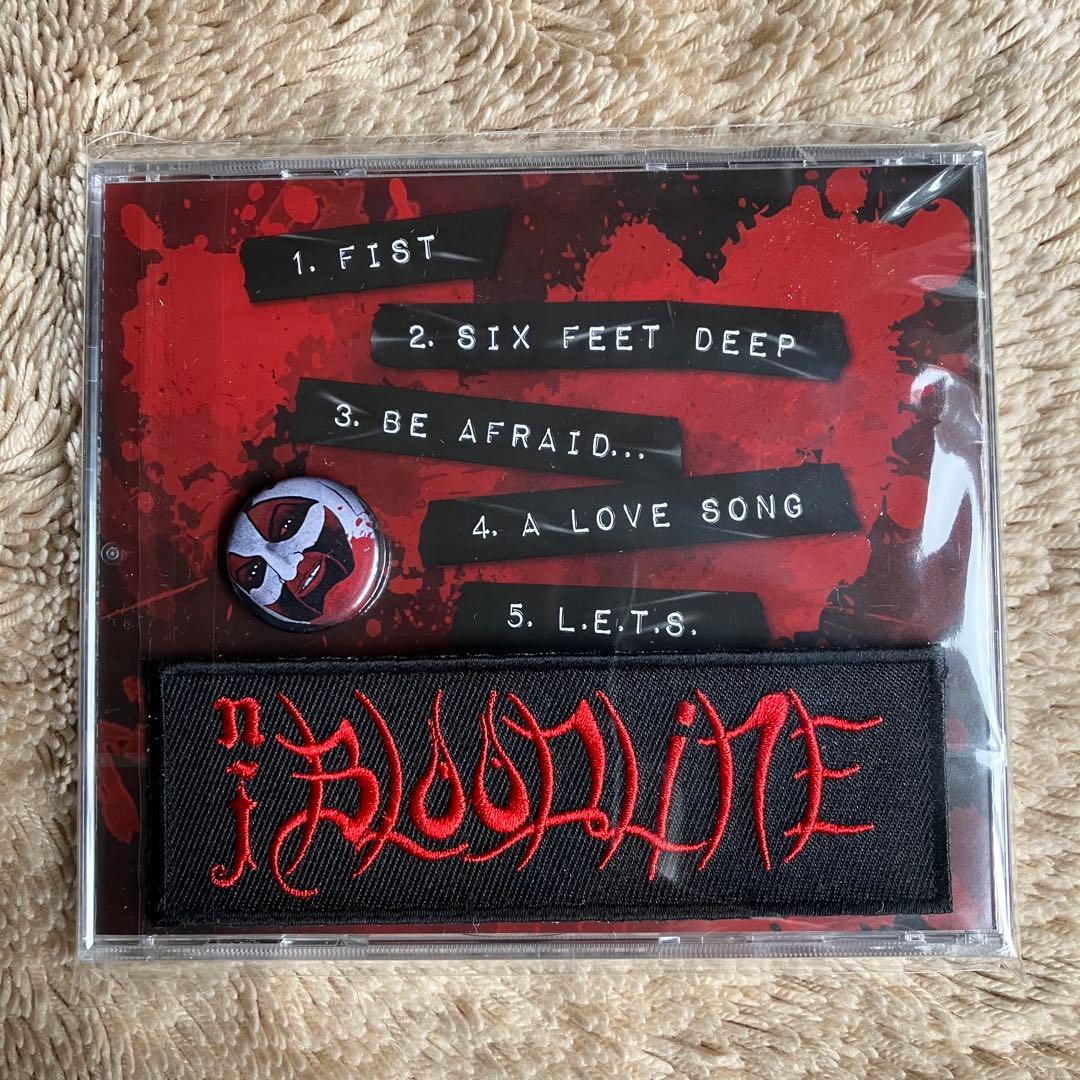 1. FIST
2. SIX FEET DEEP
3. BE AFRAID...
4. A LOVE SONG
5. L.E.T.S.
nj BLOODLiNE